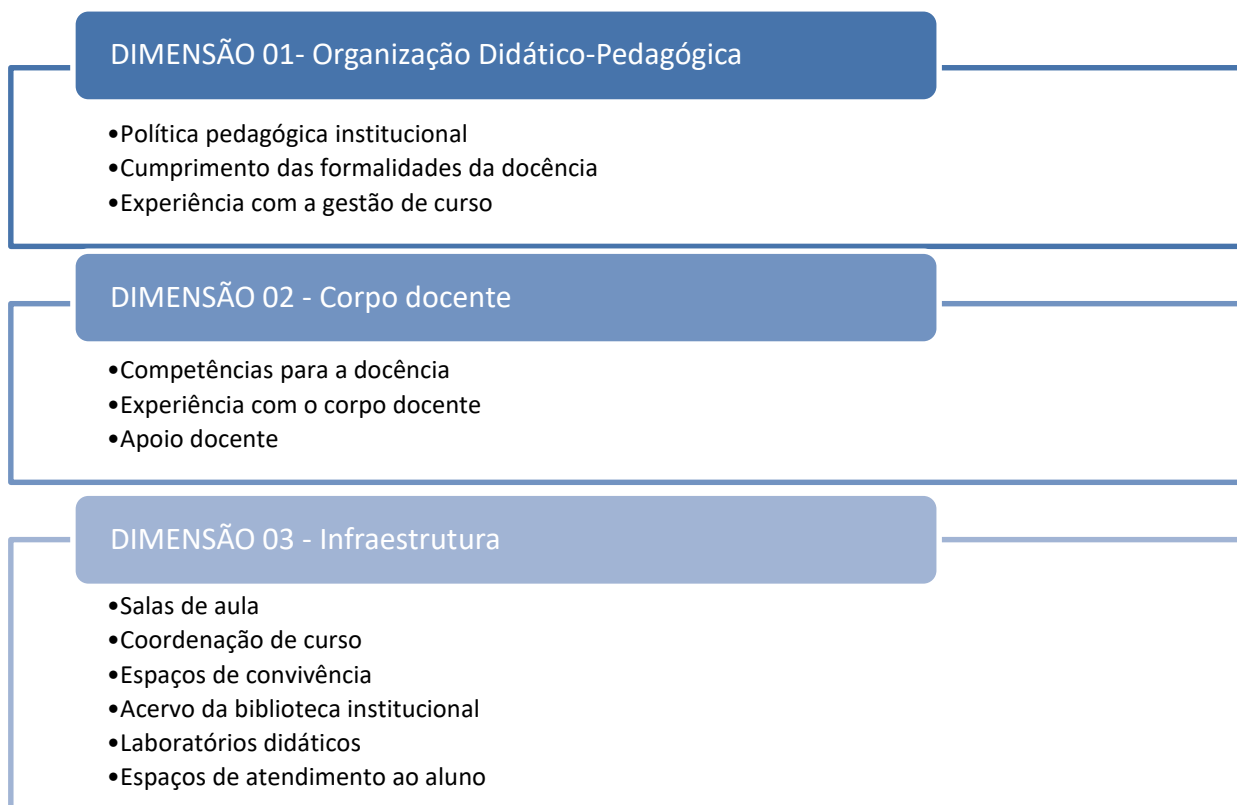 DIMENSÃO 01- Organização Didático-Pedagógica
•Política pedagógica institucional
•Cumprimento das formalidades da docência
•Experiência com a gestão de curso
DIMENSÃO 02 - Corpo docente
•Competências para a docência
•Experiência com o corpo docente
•Apoio docente
DIMENSÃO 03 - Infraestrutura
•Salas de aula
•Coordenação de curso
•Espaços de convivência
•Acervo da biblioteca institucional
•Laboratórios didáticos
•Espaços de atendimento ao aluno